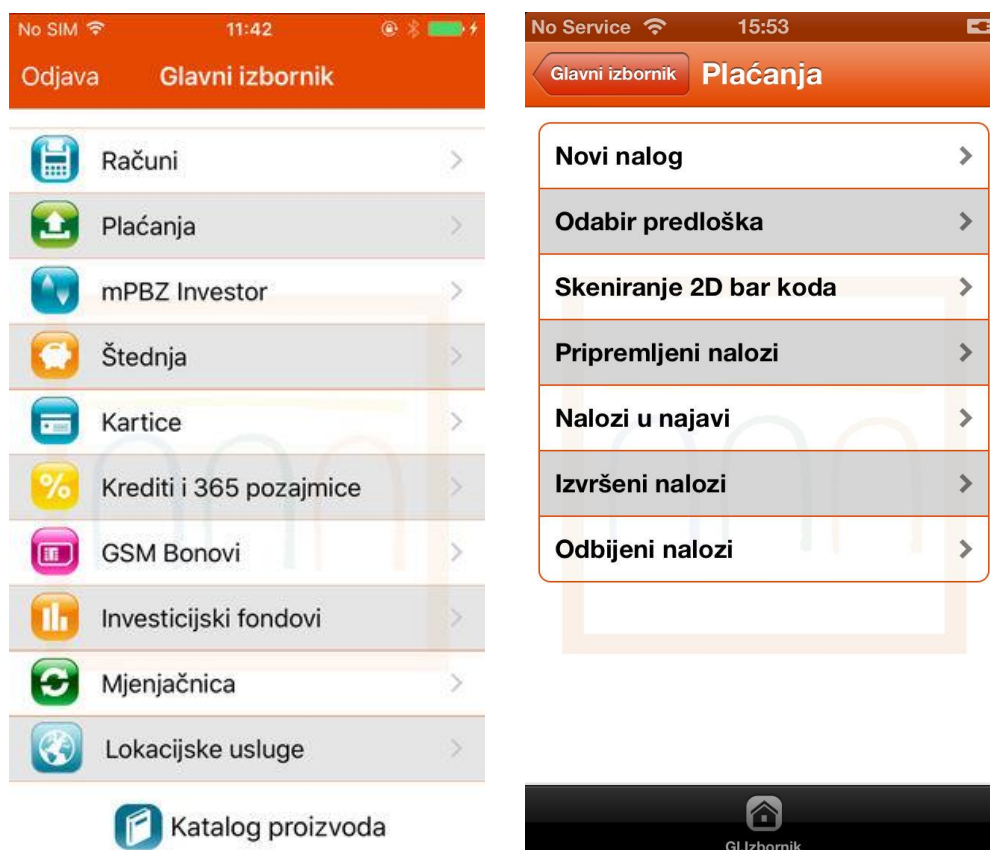 No SIM 11:42
Odjava Glavni izbornik
Računi
Plaćanja
mPBZ Investor
Štednja
Kartice
Krediti i 365 pozajmice
GSM Bonovi
Investicijski fondovi
Mjenjačnica
Lokacijske usluge
Katalog proizvoda
No Service 15:53
Glavni izbornik Plaćanja
Novi nalog
Odabir predloška
Skeniranje 2D bar koda
Pripremljeni nalozi
Nalozi u najavi
Izvršeni nalozi
Odbijeni nalozi
Gl.Izbornik